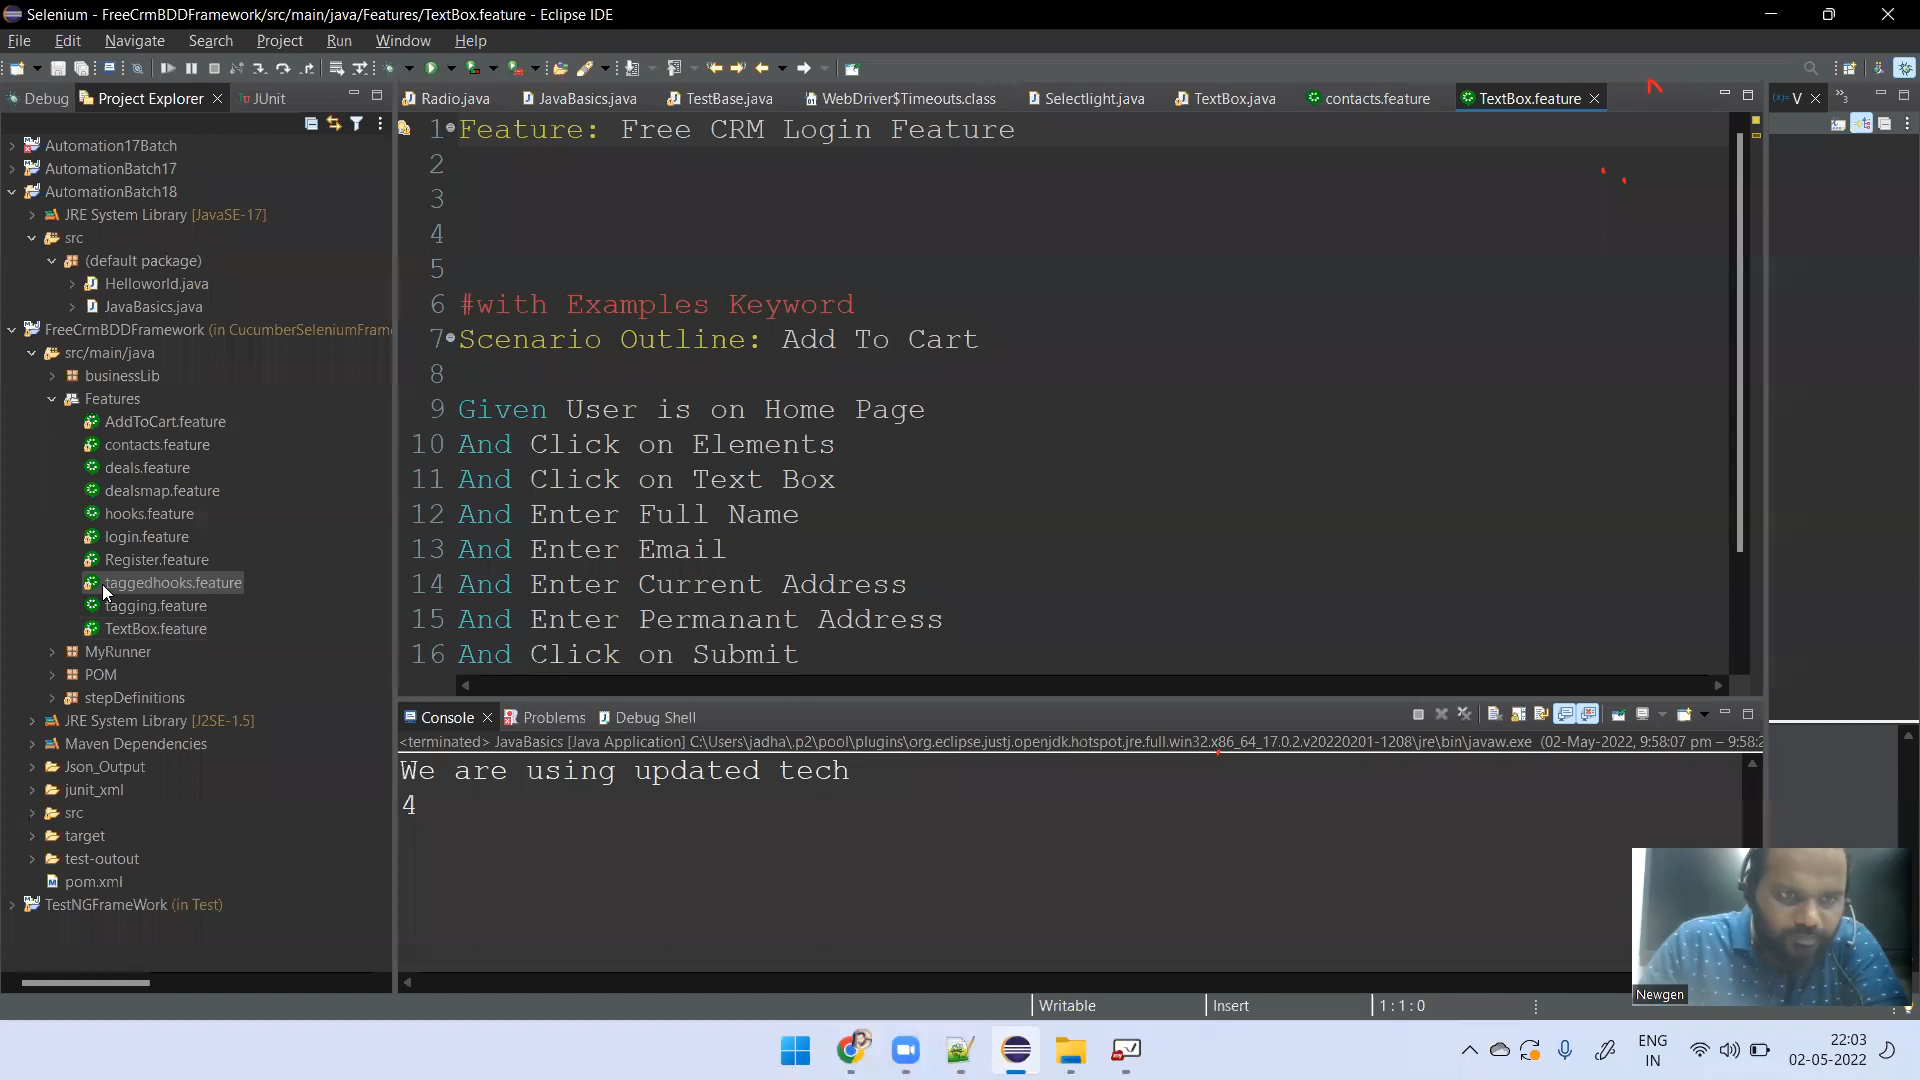 Selenium - FreeCrmBDDFramework/src/main/java/Features/TextBox.feature - Eclipse IDE
File Edit Navigate Search Project Run Window Help
Debug Project Explorer JUnit
Radio.java JavaBasics.java TestBase.java WebDriver$Timeouts.class Selectlight.java TextBox.java contacts.feature TextBox.feature V 3
Automation17Batch
AutomationBatch17
AutomationBatch18
JRE System Library [JavaSE-17]
src
(default package)
Helloworld.java
JavaBasics.java
FreeCrmBDDFramework (in CucumberSeleniumFram
src/main/java
businessLib
Features
AddToCart.feature
contacts.feature
deals.feature
dealsmap.feature
hooks.feature
login.feature
Register.feature
taggedhooks.feature
tagging.feature
TextBox.feature
MyRunner
POM
stepDefinitions
JRE System Library [J2SE-1.5]
Maven Dependencies
Json_Output
junit_xml
src
target
test-outout
pom.xml
TestNGFrameWork (in Test)
1 Feature: Free CRM Login Feature
2
3
4
5
6 #with Examples Keyword
7 Scenario Outline: Add To Cart
8
9 Given User is on Home Page
10 And Click on Elements
11 And Click on Text Box
12 And Enter Full Name
13 And Enter Email
14 And Enter Current Address
15 And Enter Permanant Address
16 And Click on Submit
Console Problems Debug Shell
<terminated> JavaBasics [Java Application] C:\Users\jadha\.p2\pool\plugins\org.eclipse.justj.openjdk.hotspot.jre.full.win32.x86_64_17.0.2.v20220201-1208\jre\bin\javaw.exe (02-May-2022, 9:58:07 pm – 9:58:2
We are using updated tech
4
Newgen
Writable Insert 1:1:0
ENG
IN
22:03
02-05-2022